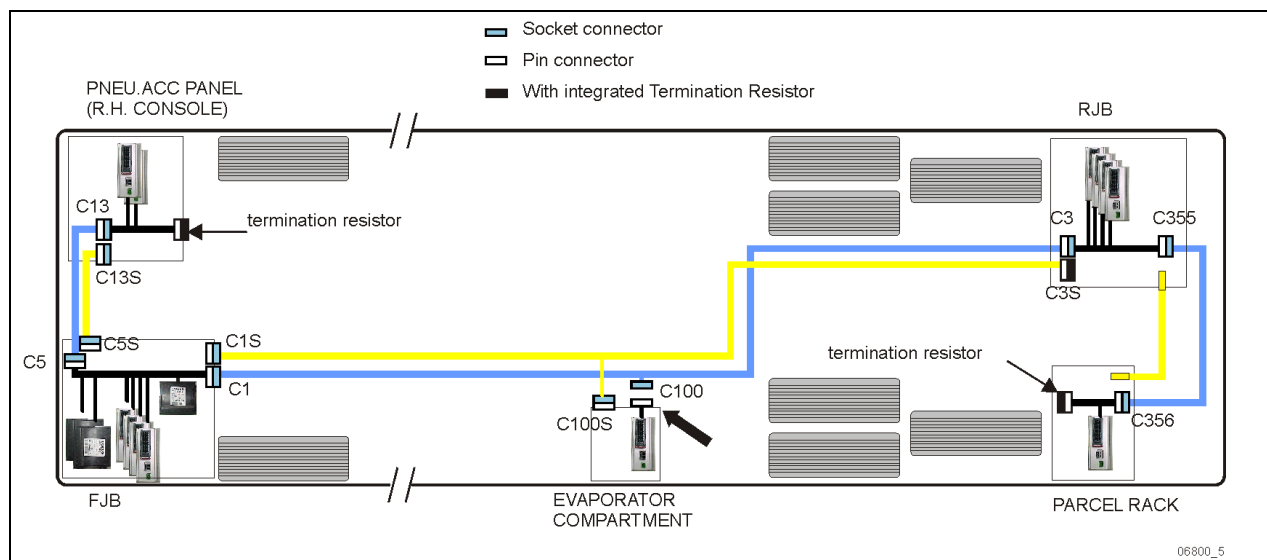 Socket connector
Pin connector
With integrated Termination Resistor
PNEU.ACC PANEL
(R.H. CONSOLE)
RJB
C13
termination resistor
C3
C355
C13S
C3S
C5
C5S
C1S
C1
termination resistor
C100
C100S
C356
FJB
EVAPORATOR
COMPARTMENT
PARCEL RACK
06800_5